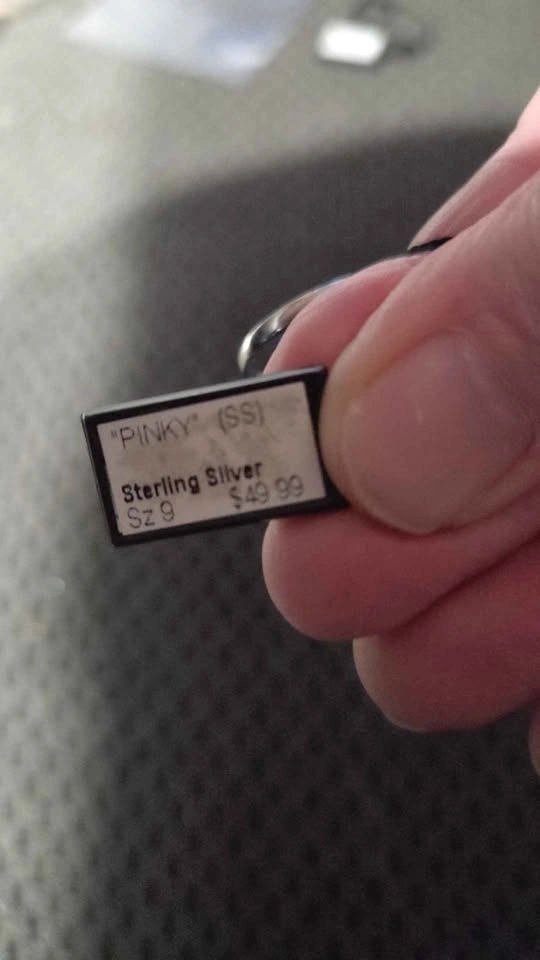 "PINKY" (SS)
Sterling Silver
Sz 9 $49.99